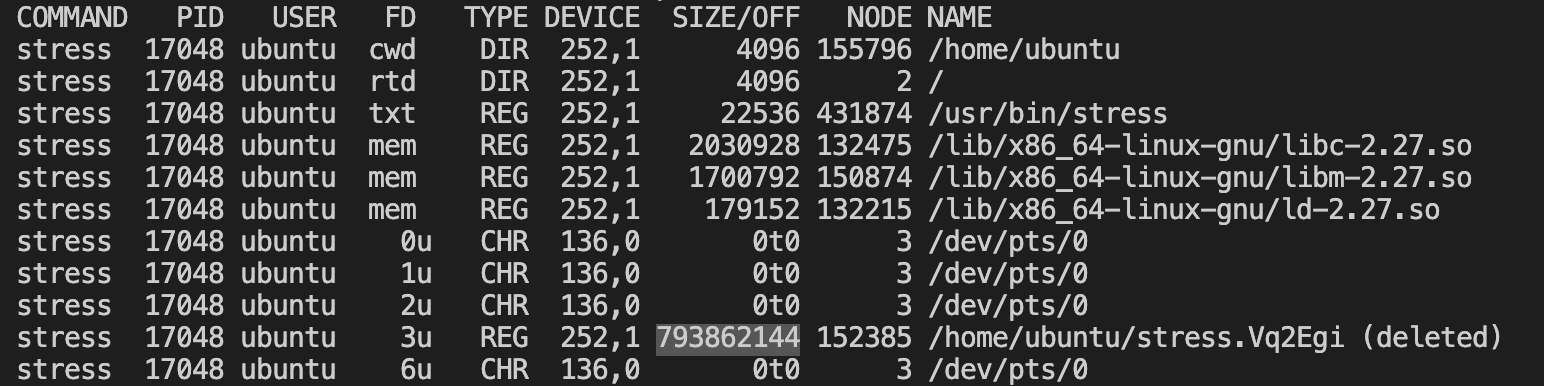 COMMAND PID USER FD TYPE DEVICE SIZE/OFF NODE NAME
stress 17048 ubuntu cwd DIR 252,1 4096 155796 /home/ubuntu
stress 17048 ubuntu rtd DIR 252,1 4096 2 /
stress 17048 ubuntu txt REG 252,1 22536 431874 /usr/bin/stress
stress 17048 ubuntu mem REG 252,1 2030928 132475 /lib/x86_64-linux-gnu/libc-2.27.so
stress 17048 ubuntu mem REG 252,1 1700792 150874 /lib/x86_64-linux-gnu/libm-2.27.so
stress 17048 ubuntu mem REG 252,1 179152 132215 /lib/x86_64-linux-gnu/ld-2.27.so
stress 17048 ubuntu 0u CHR 136,0 0t0 3 /dev/pts/0
stress 17048 ubuntu 1u CHR 136,0 0t0 3 /dev/pts/0
stress 17048 ubuntu 2u CHR 136,0 0t0 3 /dev/pts/0
stress 17048 ubuntu 3u REG 252,1 793862144 152385 /home/ubuntu/stress.Vq2Egi (deleted)
stress 17048 ubuntu 6u CHR 136,0 0t0 3 /dev/pts/0